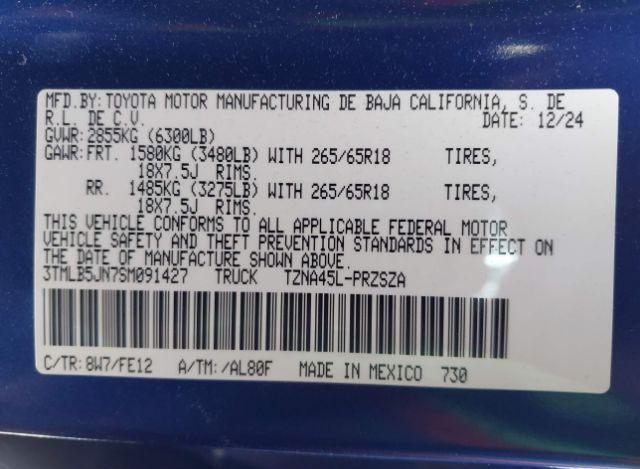 MFD.BY: TOYOTA MOTOR MANUFACTURING DE BAJA CALIFORNIA, S. DE
R.L. DE C.V. DATE: 12/24
GVWR: 2855KG (6300LB)
GAWR: FRT. 1580KG (3480LB) WITH 265/65R18 TIRES,
18X7.5J RIMS.
RR. 1485KG (3275LB) WITH 265/65R18 TIRES,
18X7.5J RIMS.
THIS VEHICLE CONFORMS TO ALL APPLICABLE FEDERAL MOTOR
VEHICLE SAFETY AND THEFT PREVENTION STANDARDS IN EFFECT ON
THE DATE OF MANUFACTURE SHOWN ABOVE.
3TMLB5JN7SM091427 TRUCK TZNA45L-PRZSZA
C/TR: 8W7/FE12 A/TM: /AL80F MADE IN MEXICO 730